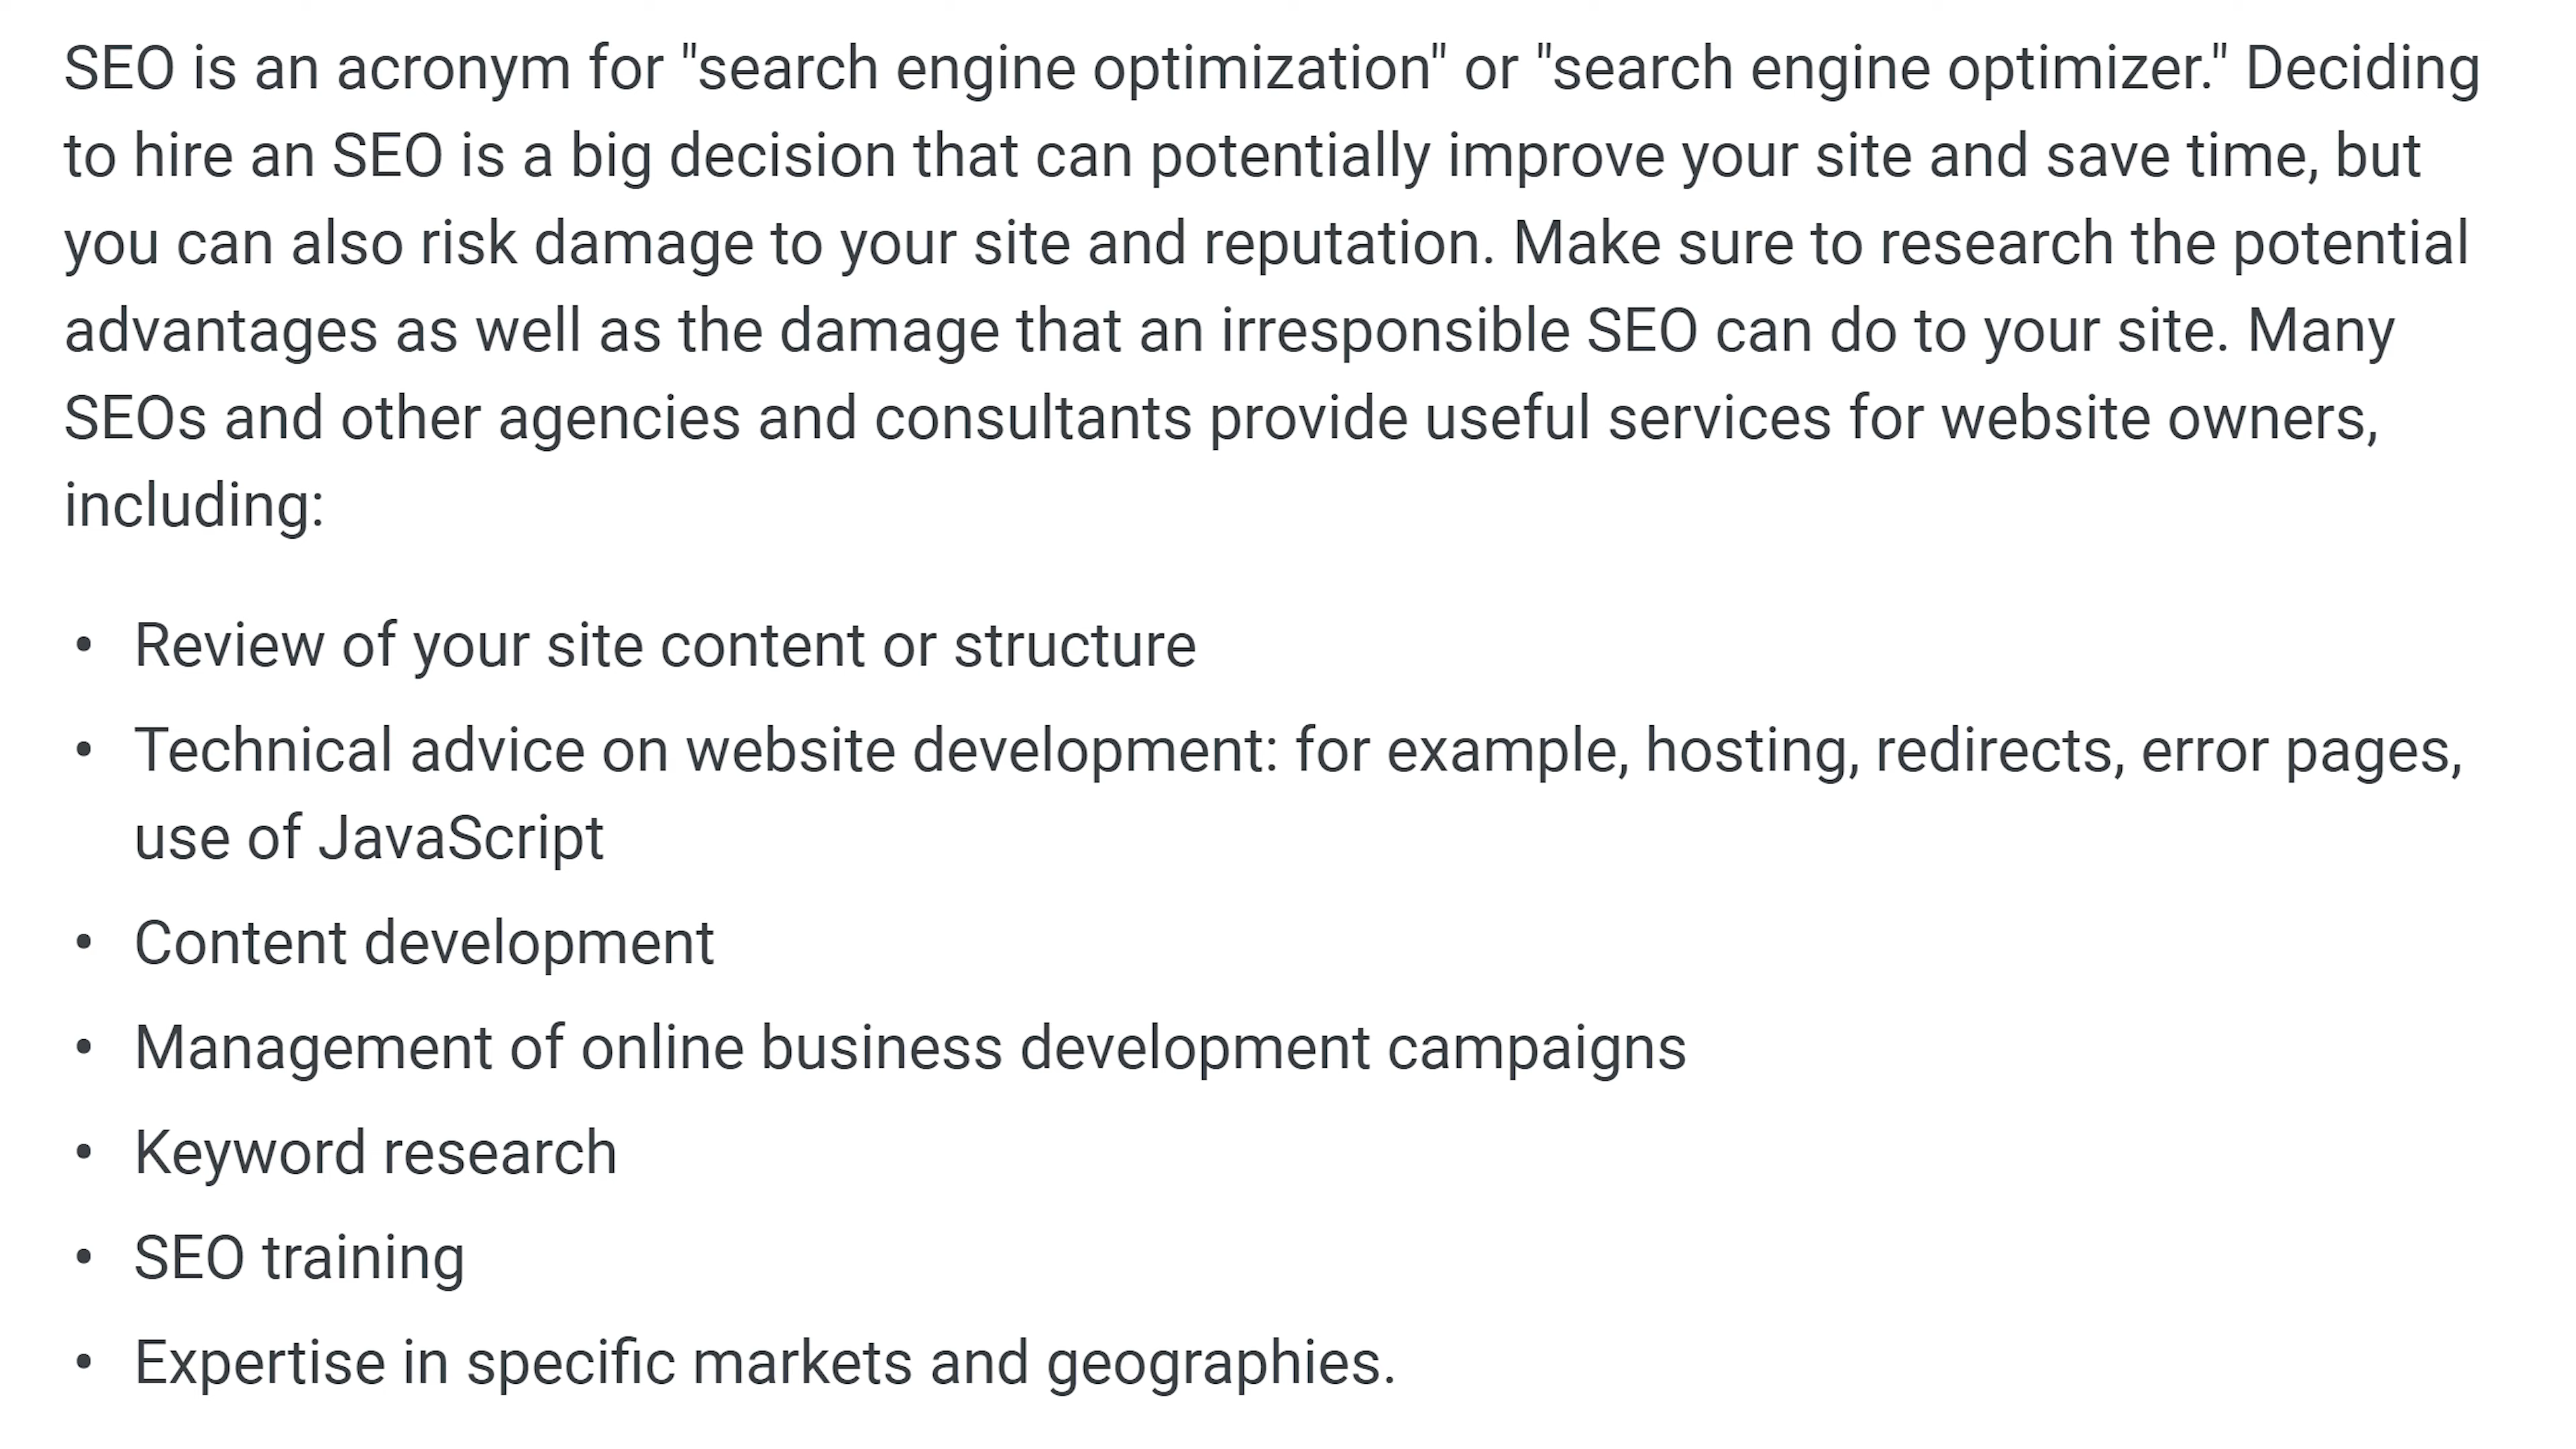 SEO is an acronym for "search engine optimization" or "search engine optimizer." Deciding
to hire an SEO is a big decision that can potentially improve your site and save time, but
you can also risk damage to your site and reputation. Make sure to research the potential
advantages as well as the damage that an irresponsible SEO can do to your site. Many
SEOs and other agencies and consultants provide useful services for website owners,
including:
• Review of your site content or structure
• Technical advice on website development: for example, hosting, redirects, error pages,
use of JavaScript
• Content development
• Management of online business development campaigns
• Keyword research
• SEO training
• Expertise in specific markets and geographies.